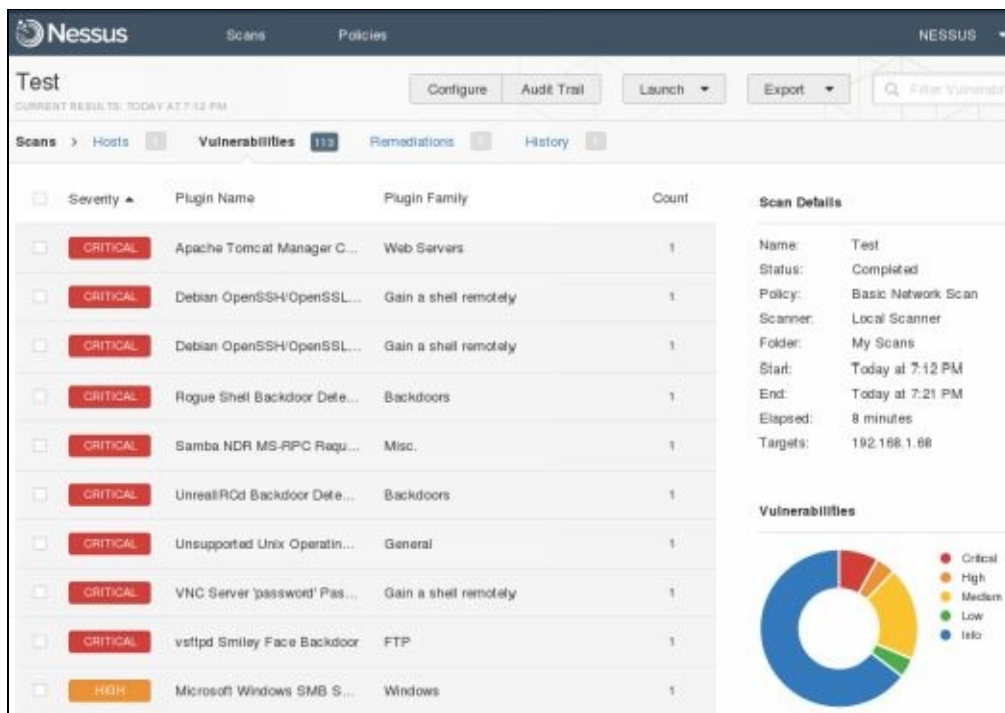 Nessus Scans Policies NESSUS
Test
CURRENT RESULTS: TODAY AT 7:12 PM
Configure Audit Trail Launch Export Filter
Scans > Hosts Vulnerabilities 113 Remediations History
Severity Plugin Name Plugin Family Count
CRITICAL Apache Tomcat Manager C... Web Servers 1
CRITICAL Debian OpenSSH/OpenSSL... Gain a shell remotely 1
CRITICAL Debian OpenSSH/OpenSSL... Gain a shell remotely 1
CRITICAL Rogue Shell Backdoor Dete... Backdoors 1
CRITICAL Samba NDR MS-RPC Requ... Misc. 1
CRITICAL UnrealIRCd Backdoor Dete... Backdoors 1
CRITICAL Unsupported Unix Operatin... General 1
CRITICAL VNC Server 'password' Pas... Gain a shell remotely 1
CRITICAL vsftpd Smiley Face Backdoor FTP 1
HIGH Microsoft Windows SMB S... Windows 1
Scan Details
Name: Test
Status: Completed
Policy: Basic Network Scan
Scanner: Local Scanner
Folder: My Scans
Start: Today at 7:12 PM
End: Today at 7:21 PM
Elapsed: 8 minutes
Targets: 192.168.1.68
Vulnerabilities
Critical
High
Medium
Low
Info